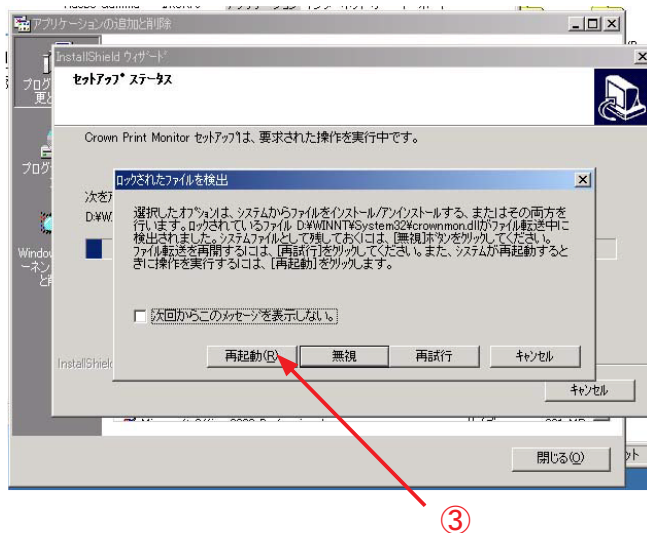 アプリケーションの追加と削除
InstallShield ウィザード
セットアップ ステータス
Crown Print Monitor セットアップは、要求された操作を実行中です。
ロックされたファイルを検出
選択したオプションは、システムからファイルをインストール/アンインストールする、またはその両方を
行います。ロックされているファイル D:¥WINNT¥System32¥crownmon.dllがファイル転送中に
検出されました。システムファイルとして残しておくには、[無視]ボタンをクリックしてください。
ファイル転送を再開するには、[再試行]をクリックしてください。また、システムが再起動すると
きに操作を実行するには、[再起動]をクリックします。
次回からこのメッセージを表示しない。
再起動(R) 無視 再試行 キャンセル
InstallShield
キャンセル
閉じる(O)
③